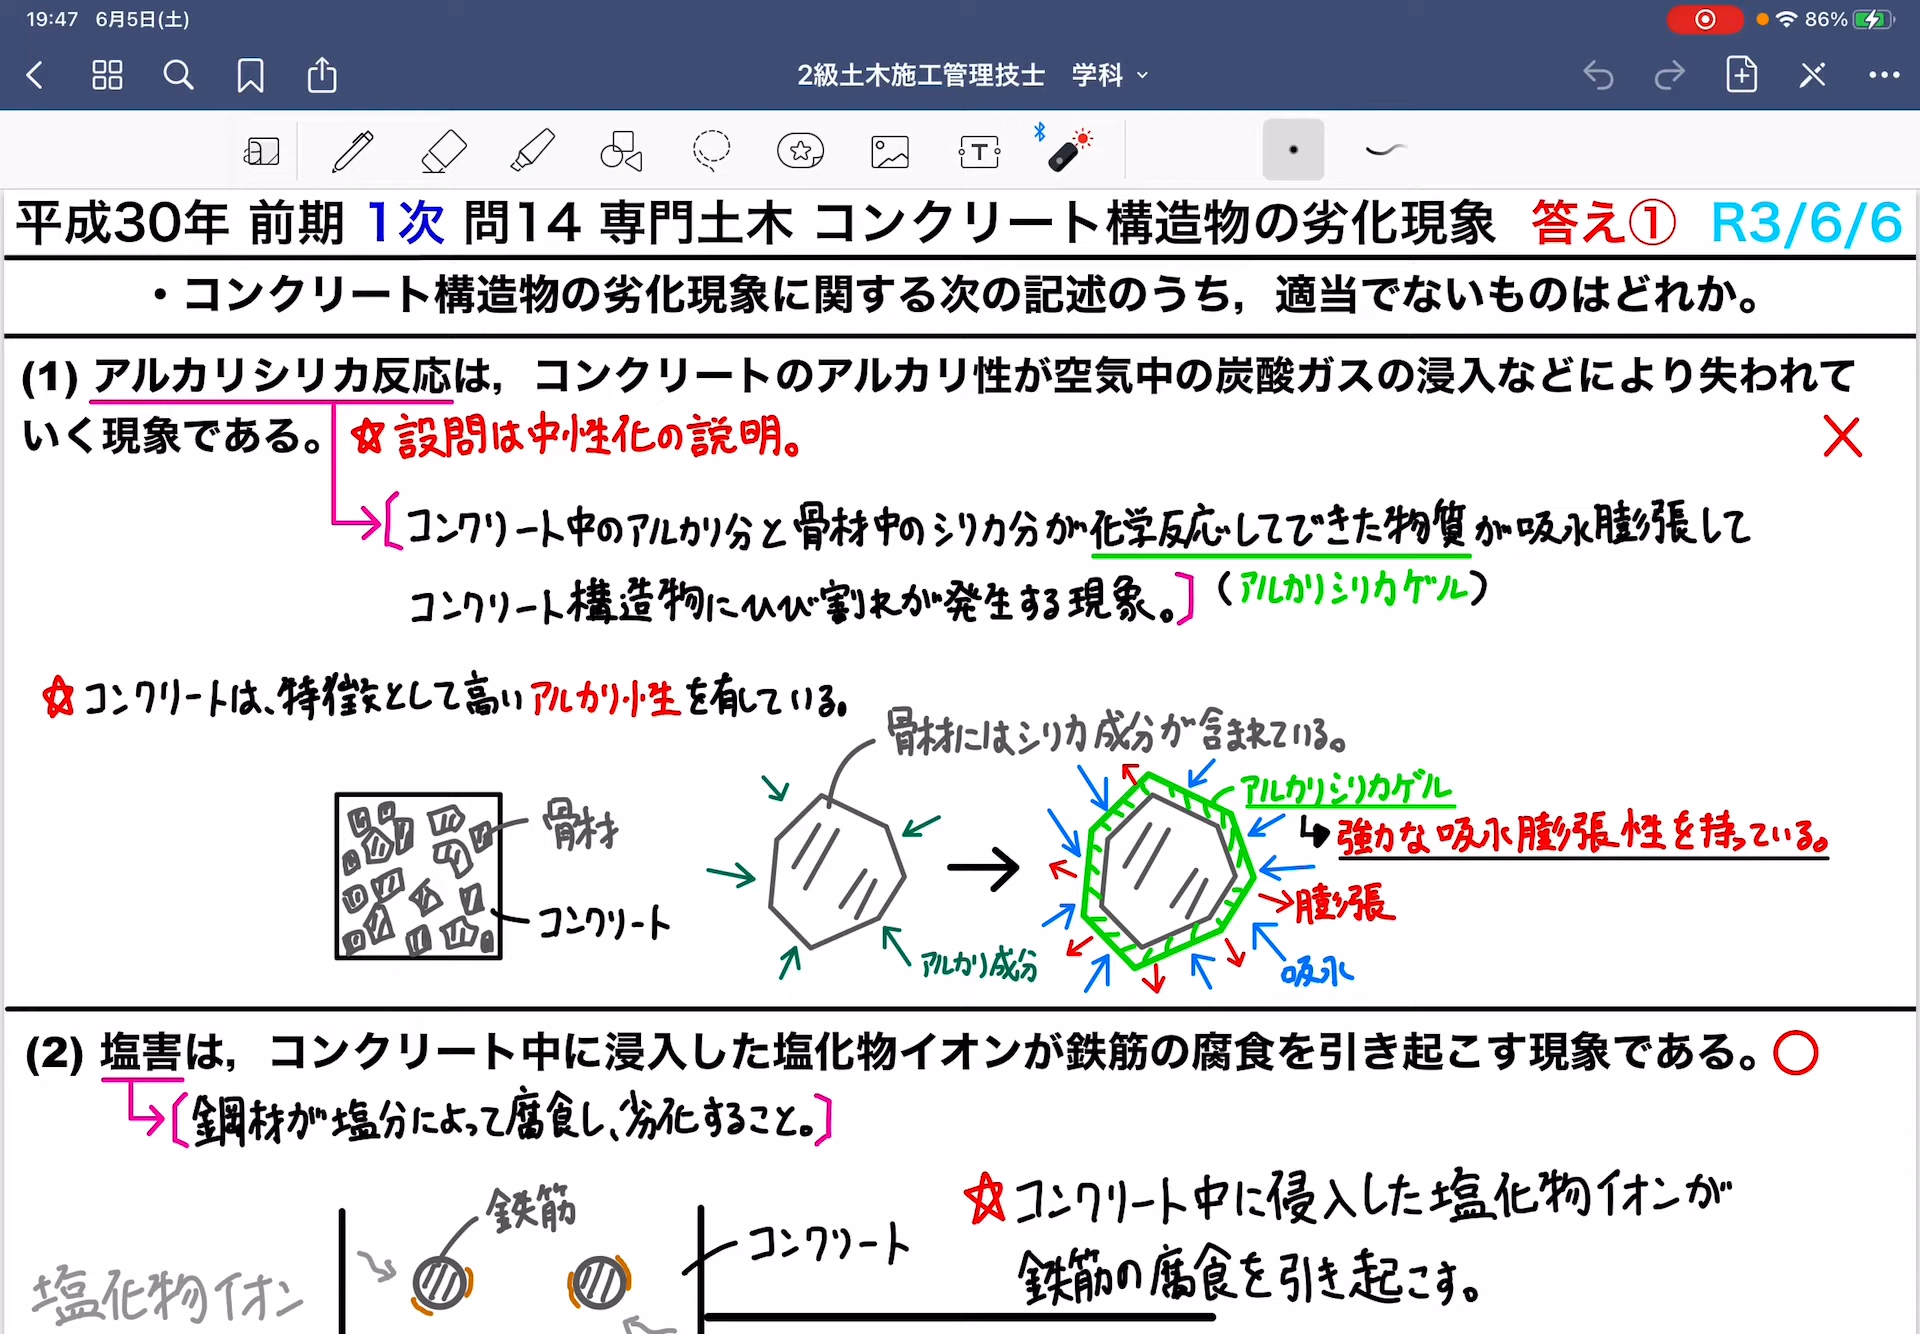 19:47 6月5日(土)
86%
2級土木施工管理技士 学科
平成30年 前期 1次 問14 専門土木 コンクリート構造物の劣化現象 答え① R3/6/6
・コンクリート構造物の劣化現象に関する次の記述のうち，適当でないものはどれか。
(1) アルカリシリカ反応は，コンクリートのアルカリ性が空気中の炭酸ガスの浸入などにより失われて
いく現象である。 ☆設問は中性化の説明。 ×
→[コンクリート中のアルカリ分と骨材中のシリカ分が化学反応してできた物質が吸水膨張して
コンクリート構造物にひび割れが発生する現象。] (アルカリシリカゲル)
☆コンクリートは、特徴として高いアルカリ性を有している。
骨材にはシリカ成分が含まれている。
アルカリシリカゲル
骨材
↳強力な吸水膨張性を持っている。
膨張
コンクリート
アルカリ成分
吸水
(2) 塩害は，コンクリート中に浸入した塩化物イオンが鉄筋の腐食を引き起こす現象である。○
→[鋼材が塩分によって腐食し、劣化すること。]
鉄筋
☆コンクリート中に侵入した塩化物イオンが
コンクリート
鉄筋の腐食を引き起こす。
塩化物イオン